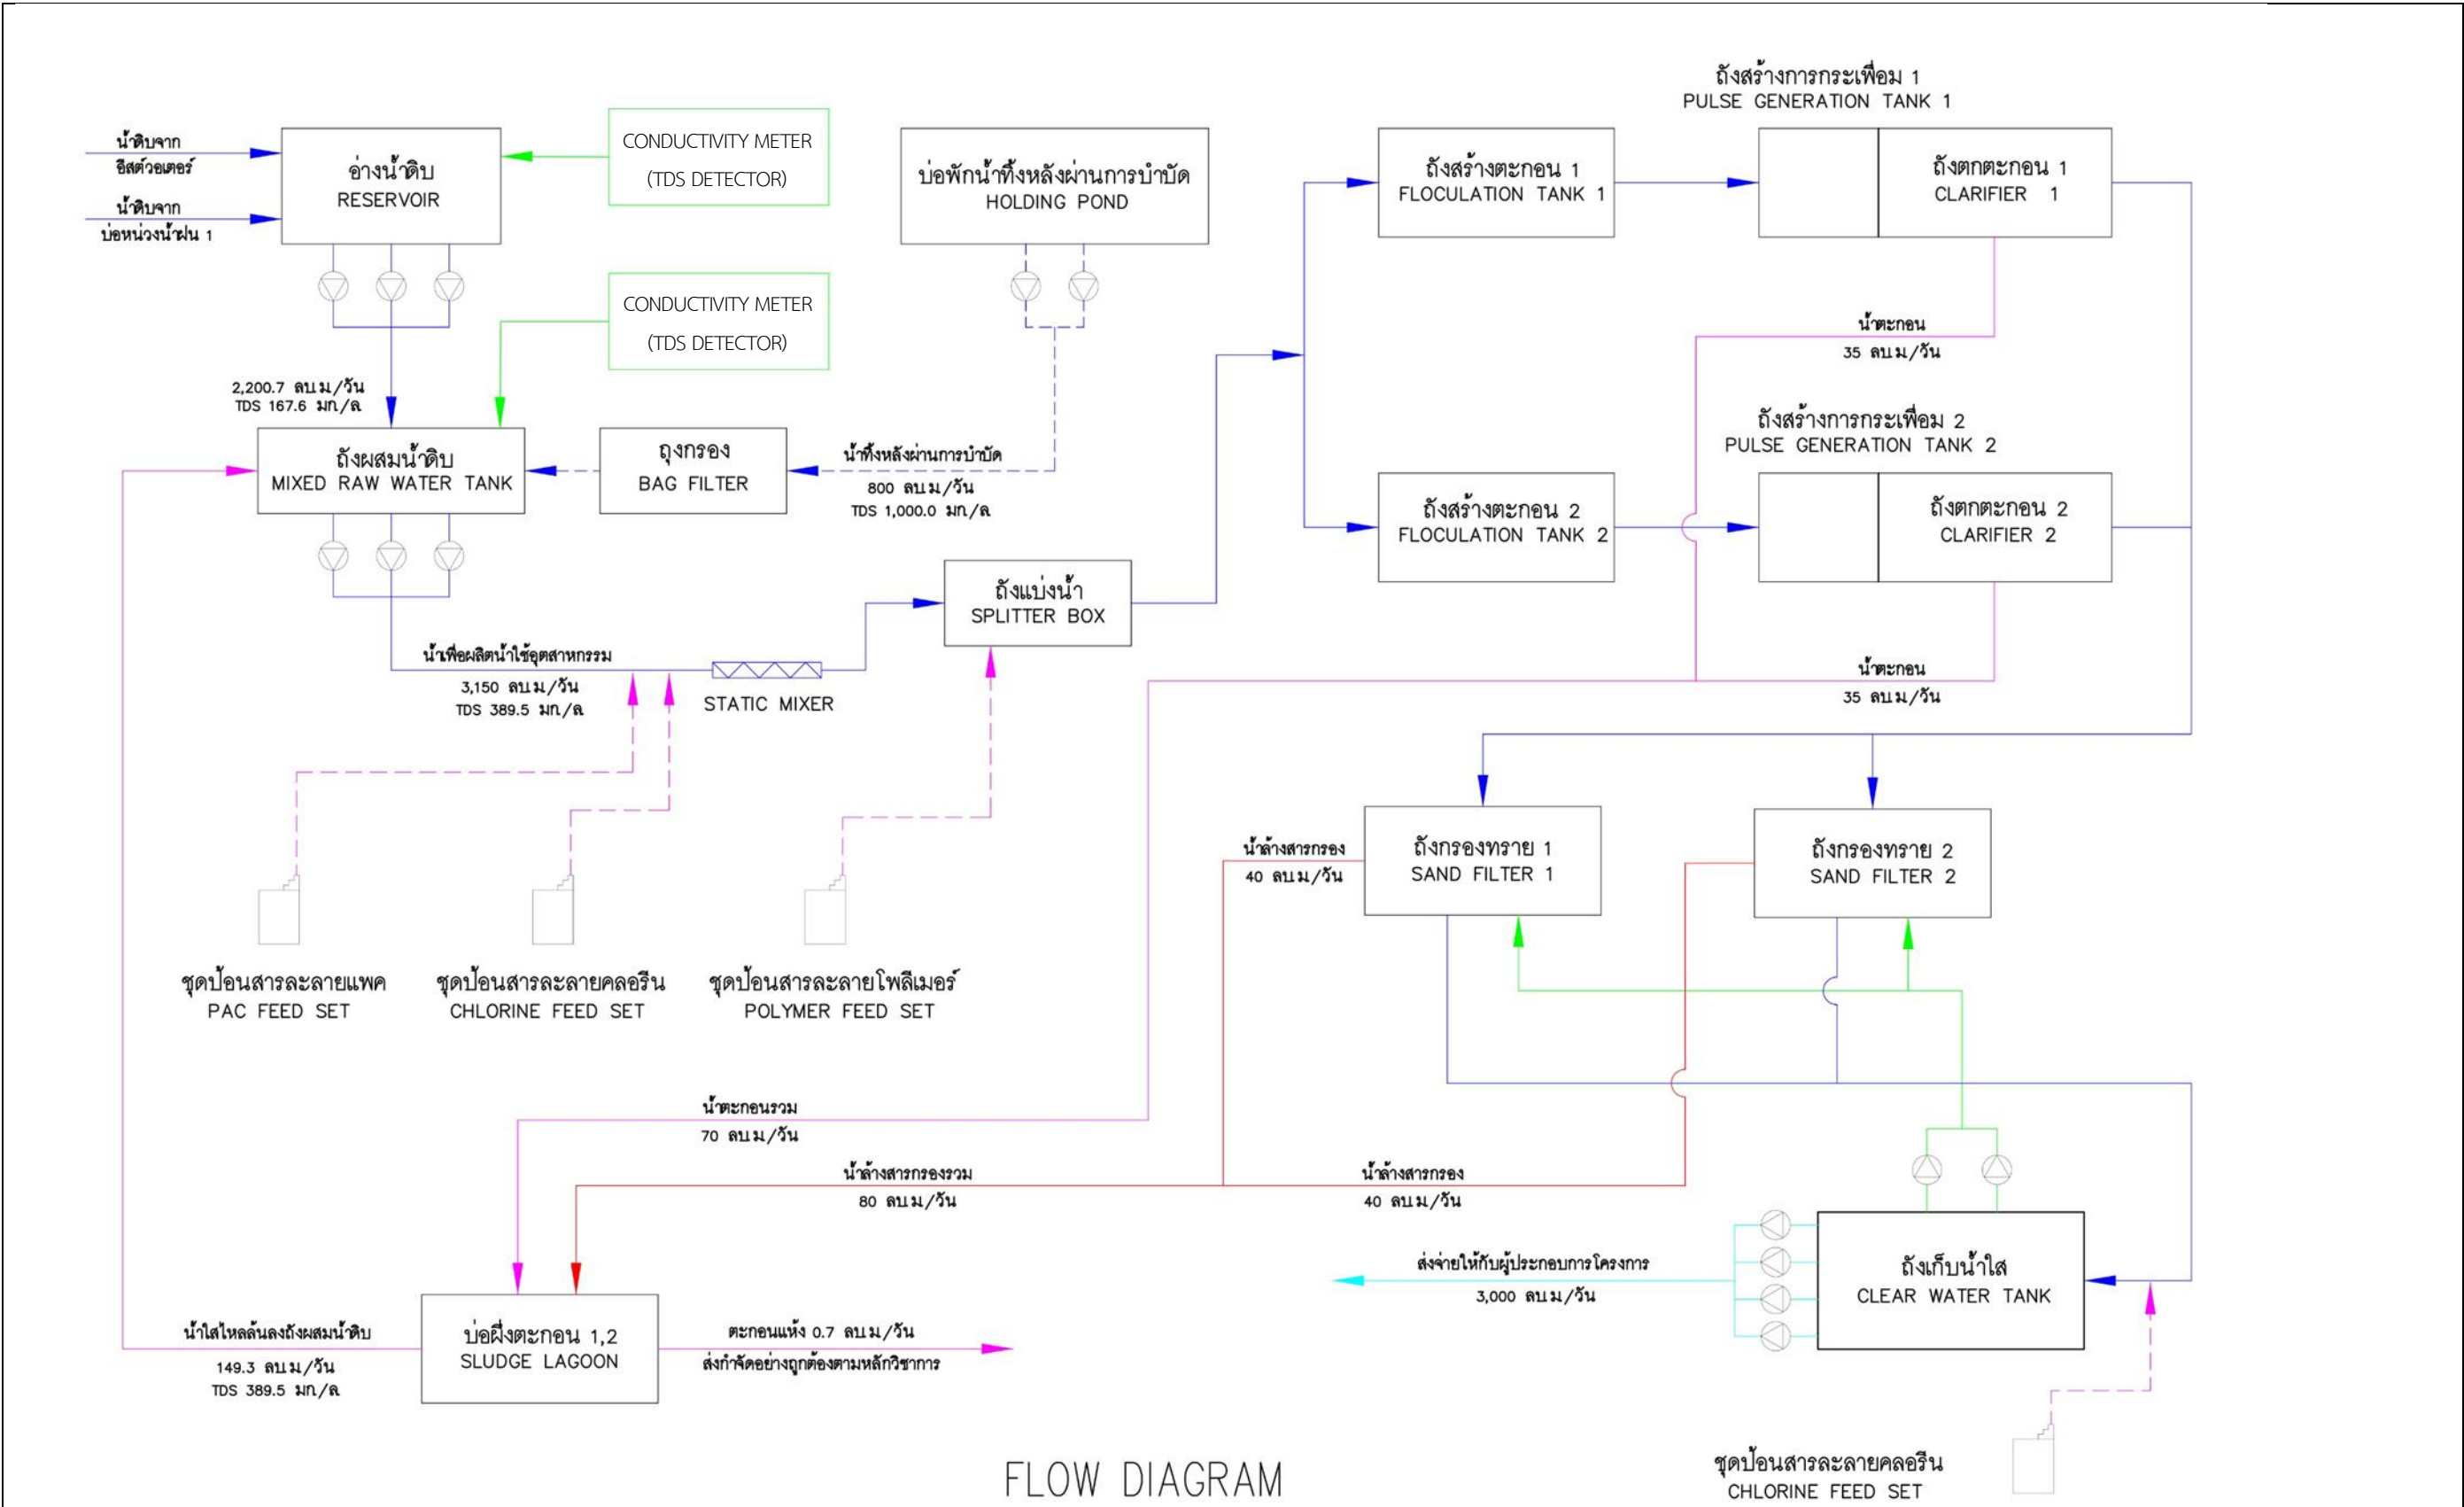 ถังสร้างการกระเพื่อม 1
PULSE GENERATION TANK 1
น้ำดิบจาก
อีสต์วอเตอร์
น้ำดิบจาก
บ่อหน่วงน้ำฝน 1
อ่างน้ำดิบ
RESERVOIR
CONDUCTIVITY METER
(TDS DETECTOR)
บ่อพักน้ำทิ้งหลังผ่านการบำบัด
HOLDING POND
ถังสร้างตะกอน 1
FLOCULATION TANK 1
ถังตกตะกอน 1
CLARIFIER 1
CONDUCTIVITY METER
(TDS DETECTOR)
น้ำตะกอน
35 ลบ.ม/วัน
2,200.7 ลบ.ม/วัน
TDS 167.6 มก/ล
ถังสร้างการกระเพื่อม 2
PULSE GENERATION TANK 2
ถังผสมน้ำดิบ
MIXED RAW WATER TANK
ถุงกรอง
BAG FILTER
น้ำทิ้งหลังผ่านการบำบัด
800 ลบ.ม/วัน
TDS 1,000.0 มก/ล
ถังสร้างตะกอน 2
FLOCULATION TANK 2
ถังตกตะกอน 2
CLARIFIER 2
ถังแบ่งน้ำ
SPLITTER BOX
น้ำเพื่อผลิตน้ำใช้อุตสาหกรรม
3,150 ลบ.ม/วัน
TDS 389.5 มก/ล
STATIC MIXER
น้ำตะกอน
35 ลบ.ม/วัน
น้ำล้างสารกรอง
40 ลบ.ม/วัน
ถังกรองทราย 1
SAND FILTER 1
ถังกรองทราย 2
SAND FILTER 2
ชุดป้อนสารละลายแพค
PAC FEED SET
ชุดป้อนสารละลายคลอรีน
CHLORINE FEED SET
ชุดป้อนสารละลายโพลีเมอร์
POLYMER FEED SET
น้ำตะกอนรวม
70 ลบ.ม/วัน
น้ำล้างสารกรองรวม
80 ลบ.ม/วัน
น้ำล้างสารกรอง
40 ลบ.ม/วัน
ส่งจ่ายให้กับผู้ประกอบการโครงการ
3,000 ลบ.ม/วัน
ถังเก็บน้ำใส
CLEAR WATER TANK
น้ำใสไหลล้นลงถังผสมน้ำดิบ
149.3 ลบ.ม/วัน
TDS 389.5 มก/ล
บ่อผึ่งตะกอน 1,2
SLUDGE LAGOON
ตะกอนแห้ง 0.7 ลบ.ม/วัน
ส่งกำจัดอย่างถูกต้องตามหลักวิชาการ
FLOW DIAGRAM
ชุดป้อนสารละลายคลอรีน
CHLORINE FEED SET